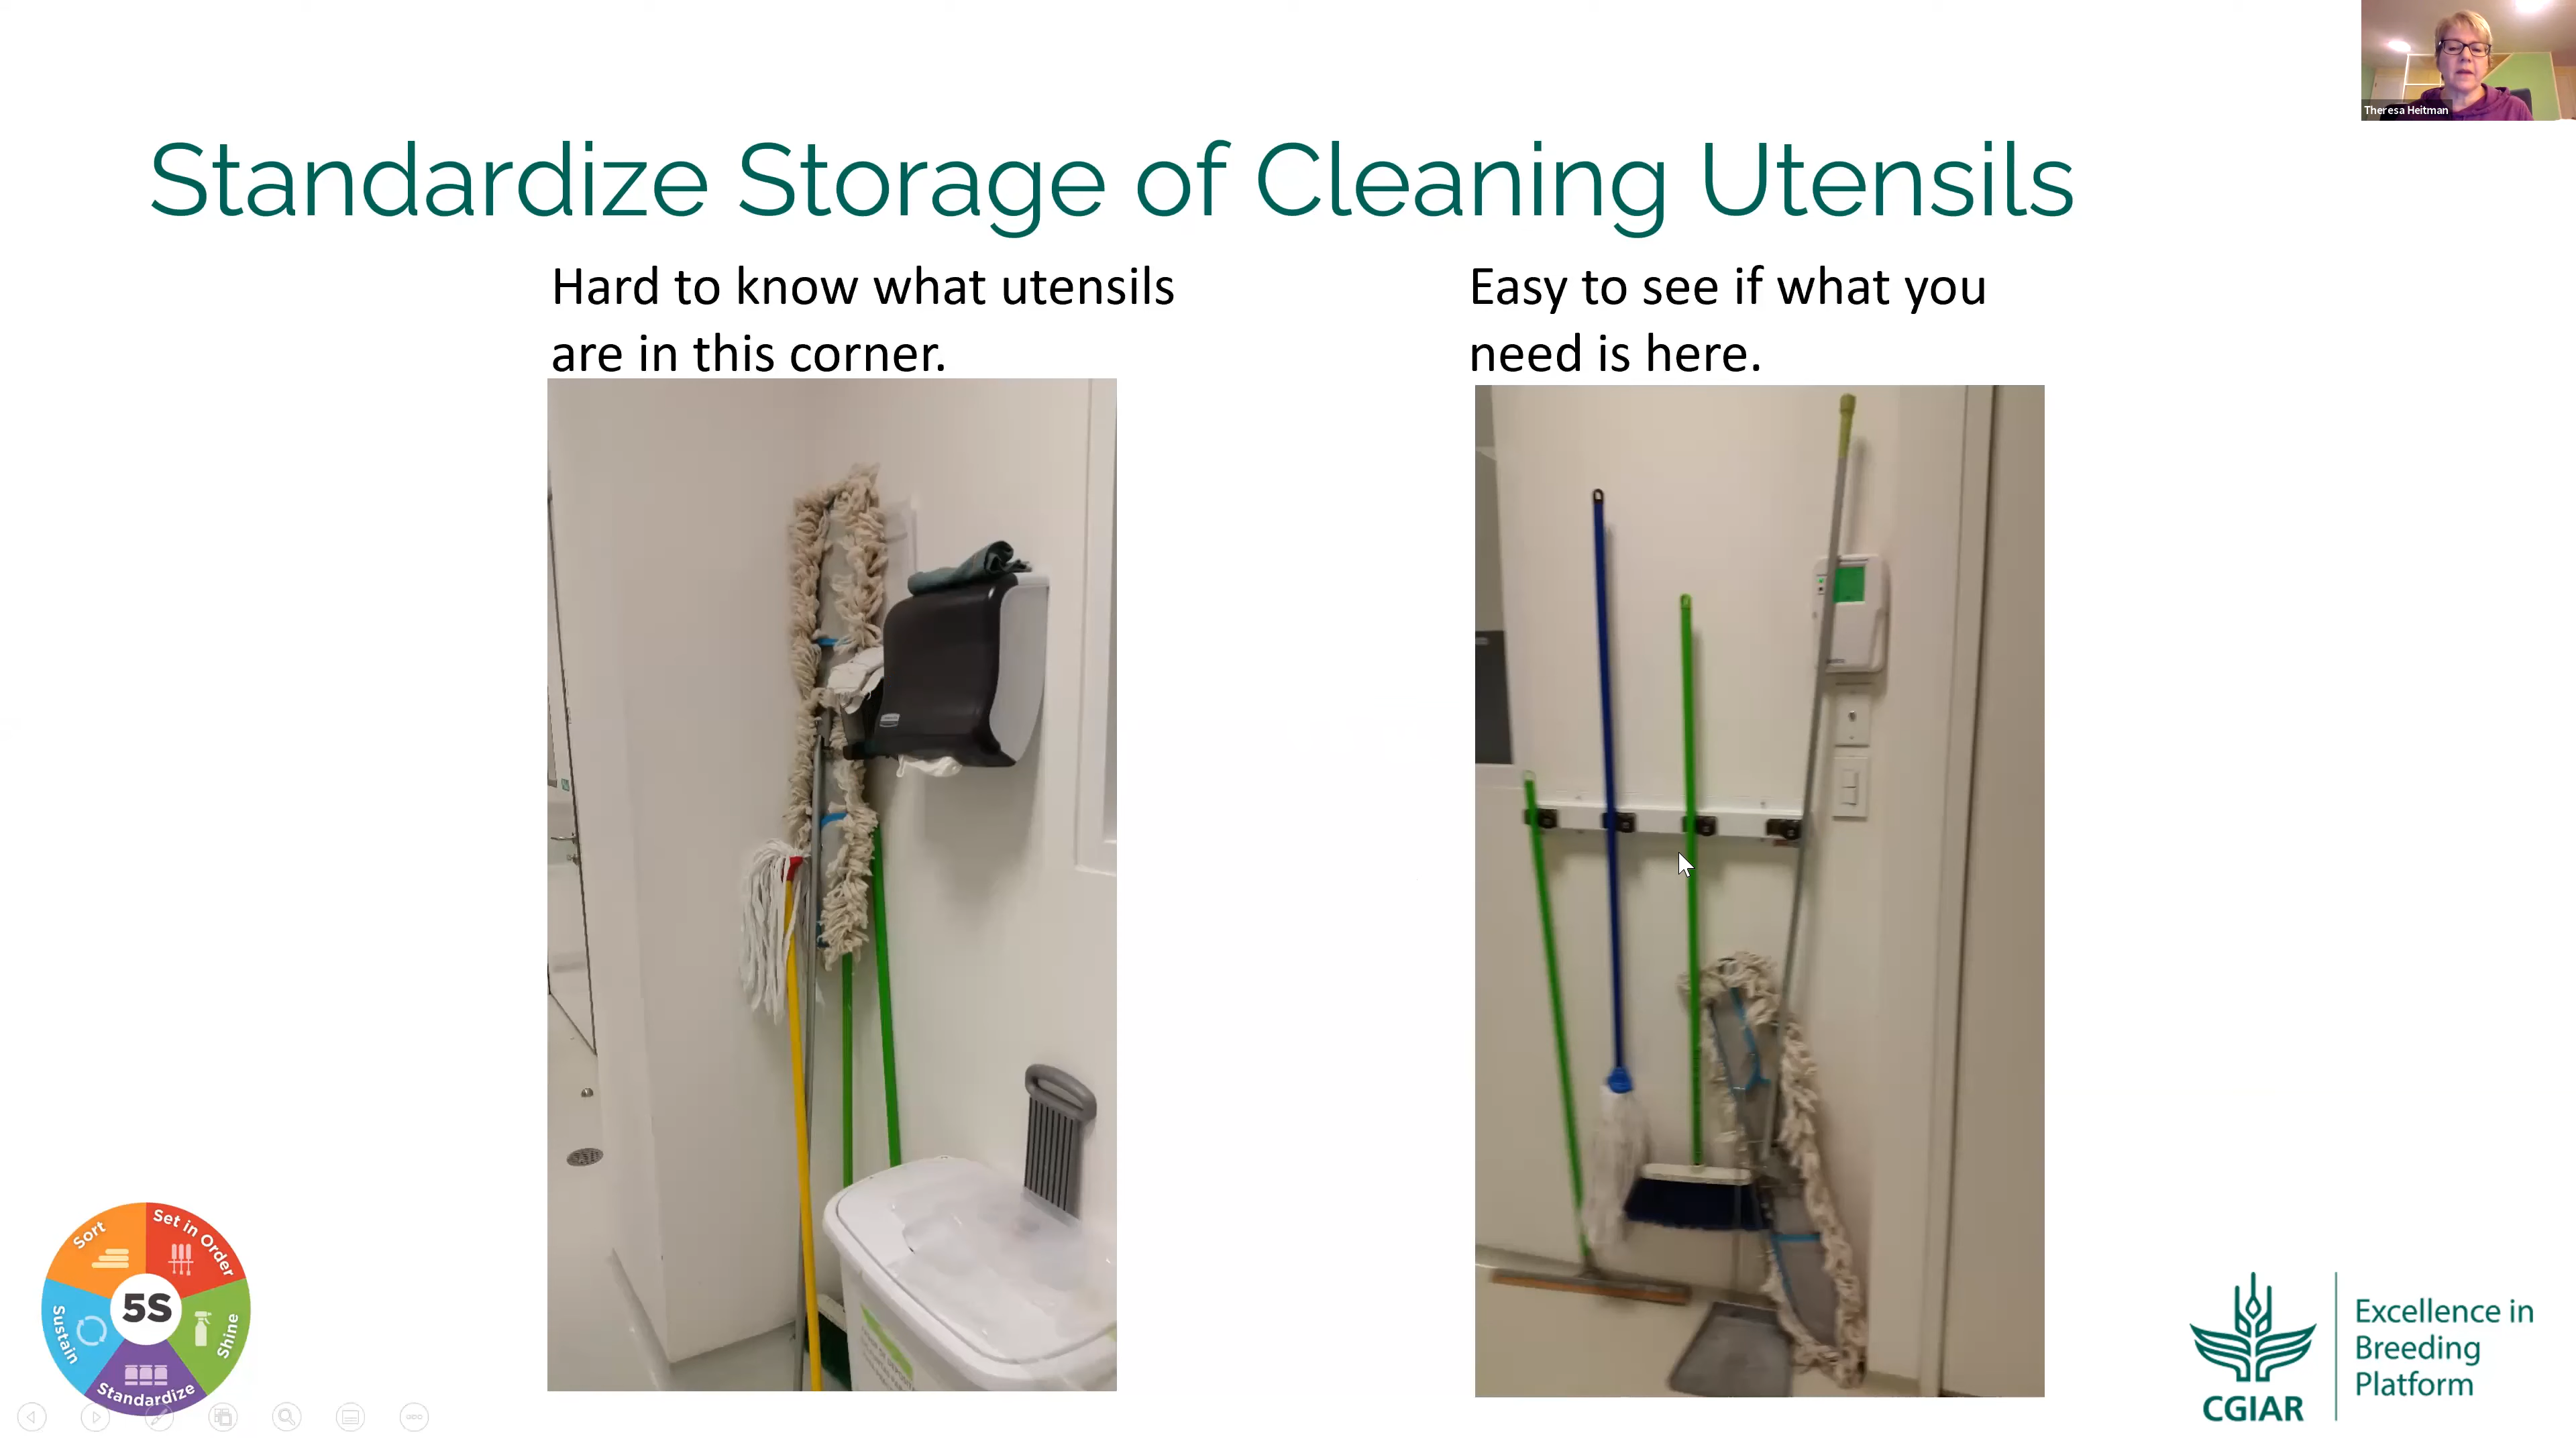 Theresa Heitman
Standardize Storage of Cleaning Utensils
Hard to know what utensils
are in this corner.
Easy to see if what you
need is here.
Sort
Set in Order
Shine
Standardize
Sustain
5S
CGIAR
Excellence in
Breeding
Platform